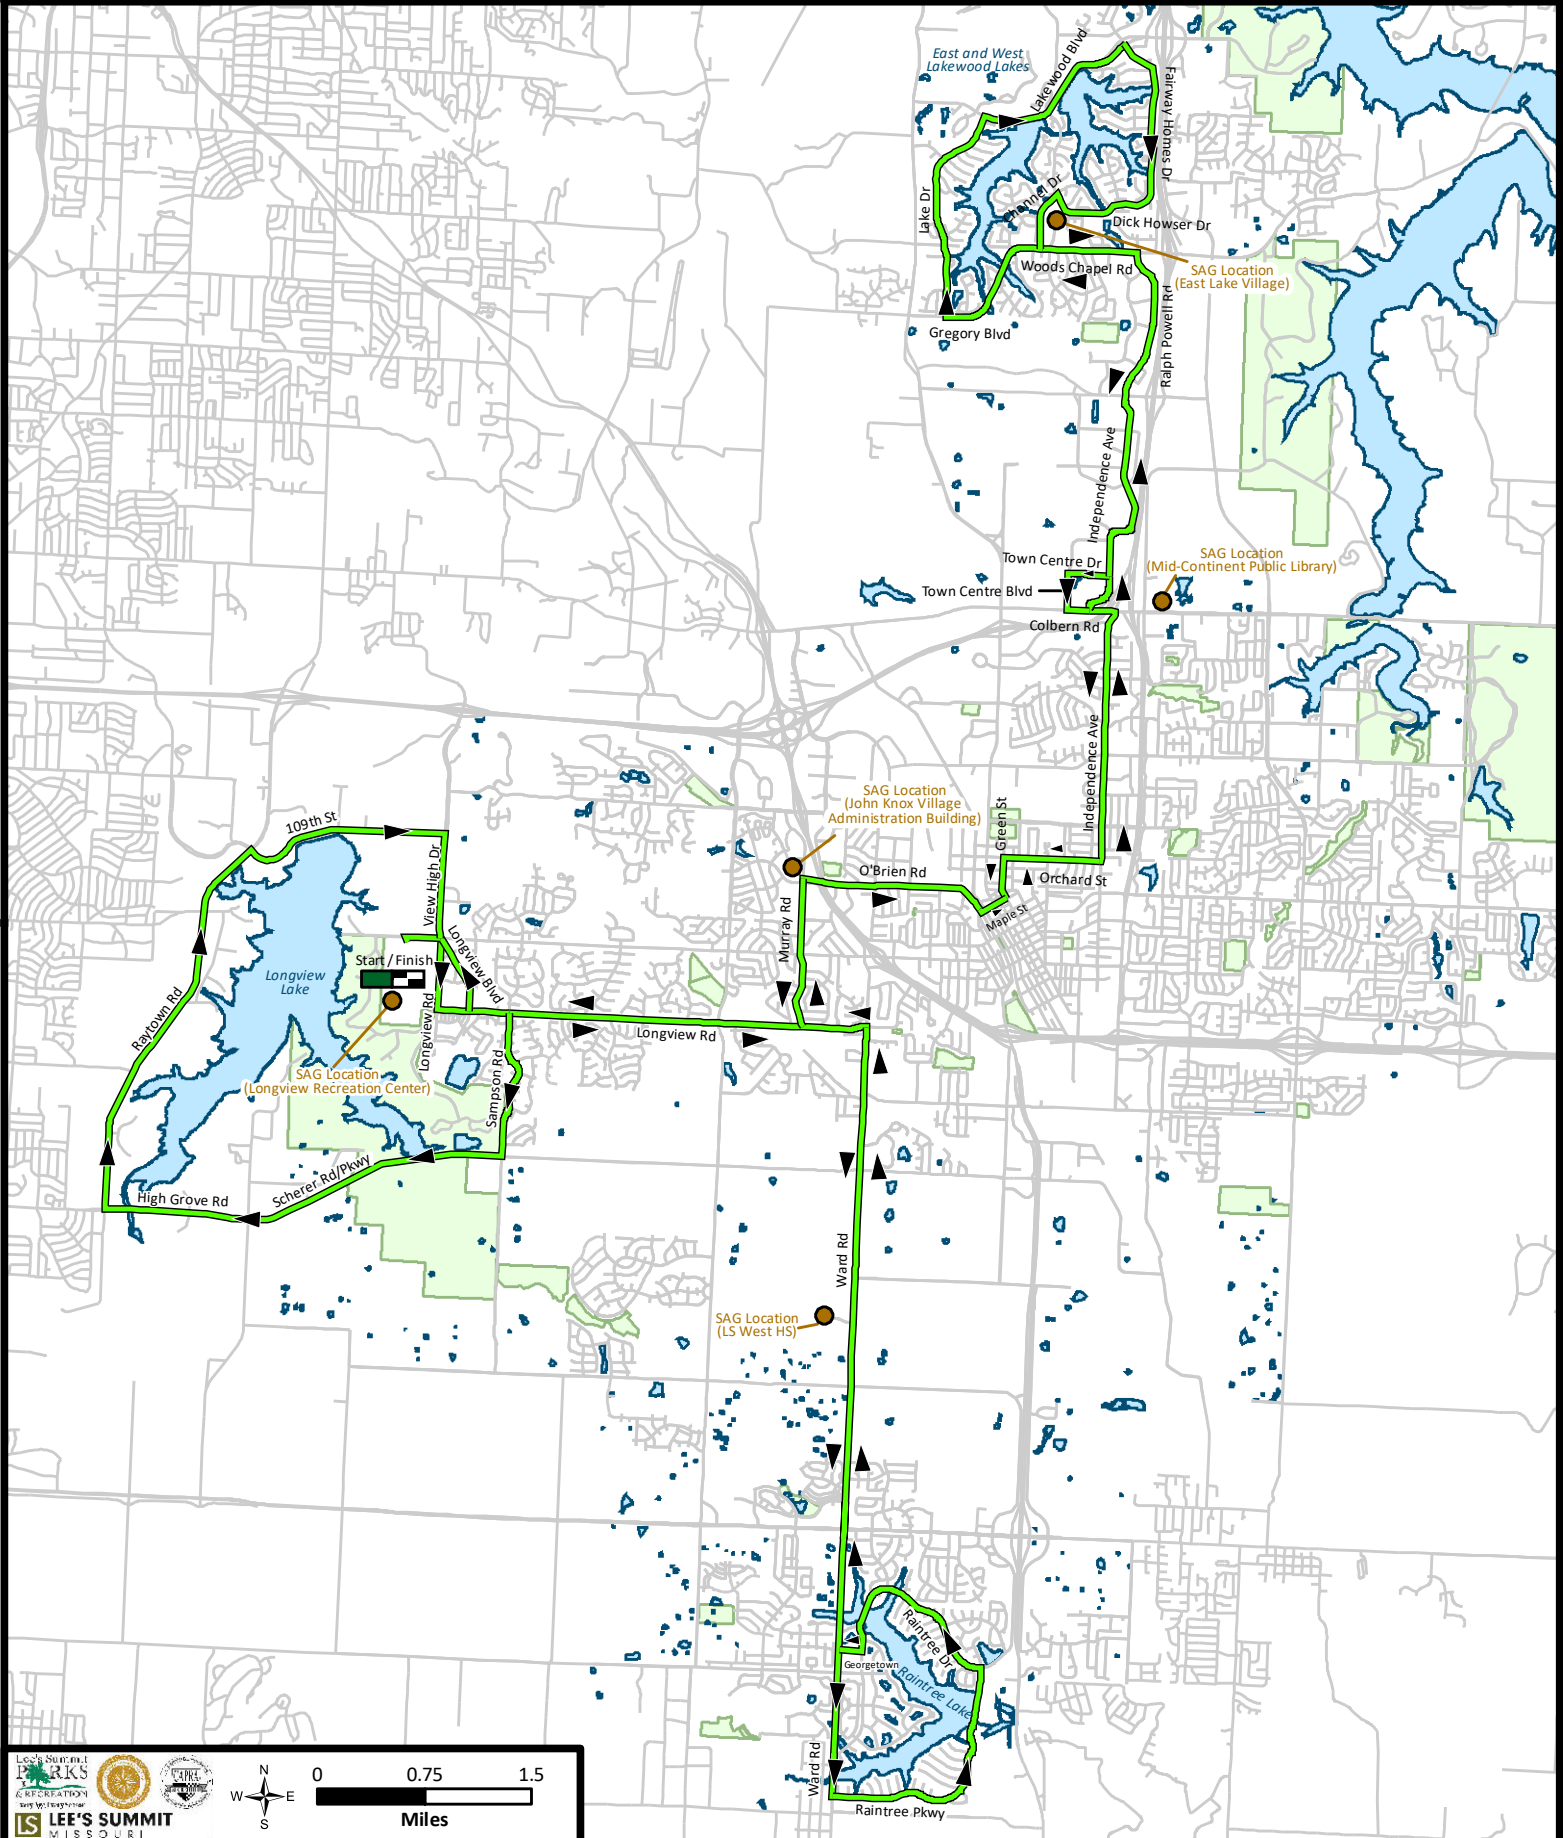 East and West
Lakewood Lakes
Lakewood Blvd
Fairway Homes Dr
Lake Dr
Channel Dr
Dick Howser Dr
Woods Chapel Rd
SAG Location
(East Lake Village)
Gregory Blvd
Ralph Powell Rd
Independence Ave
Town Centre Dr
SAG Location
(Mid-Continent Public Library)
Town Centre Blvd
Colbern Rd
Independence Ave
SAG Location
(John Knox Village
Administration Building)
Green St
109th St
O'Brien Rd
Orchard St
View High Dr
Maple St
Murray Rd
Longview Blvd
Start/Finish
Longview
Lake
Raytown Rd
Longview Rd
Longview Rd
SAG Location
(Longview Recreation Center)
Sampson Rd
Scherer Rd/Pkwy
High Grove Rd
Ward Rd
SAG Location
(LS West HS)
Raintree Dr
Georgetown
Raintree Lake
Ward Rd
Raintree Pkwy
Lee's Summit
PARKS
& RECREATION
CAPRA
LS LEE'S SUMMIT
MISSOURI
N
W E
S
0 0.75 1.5
Miles